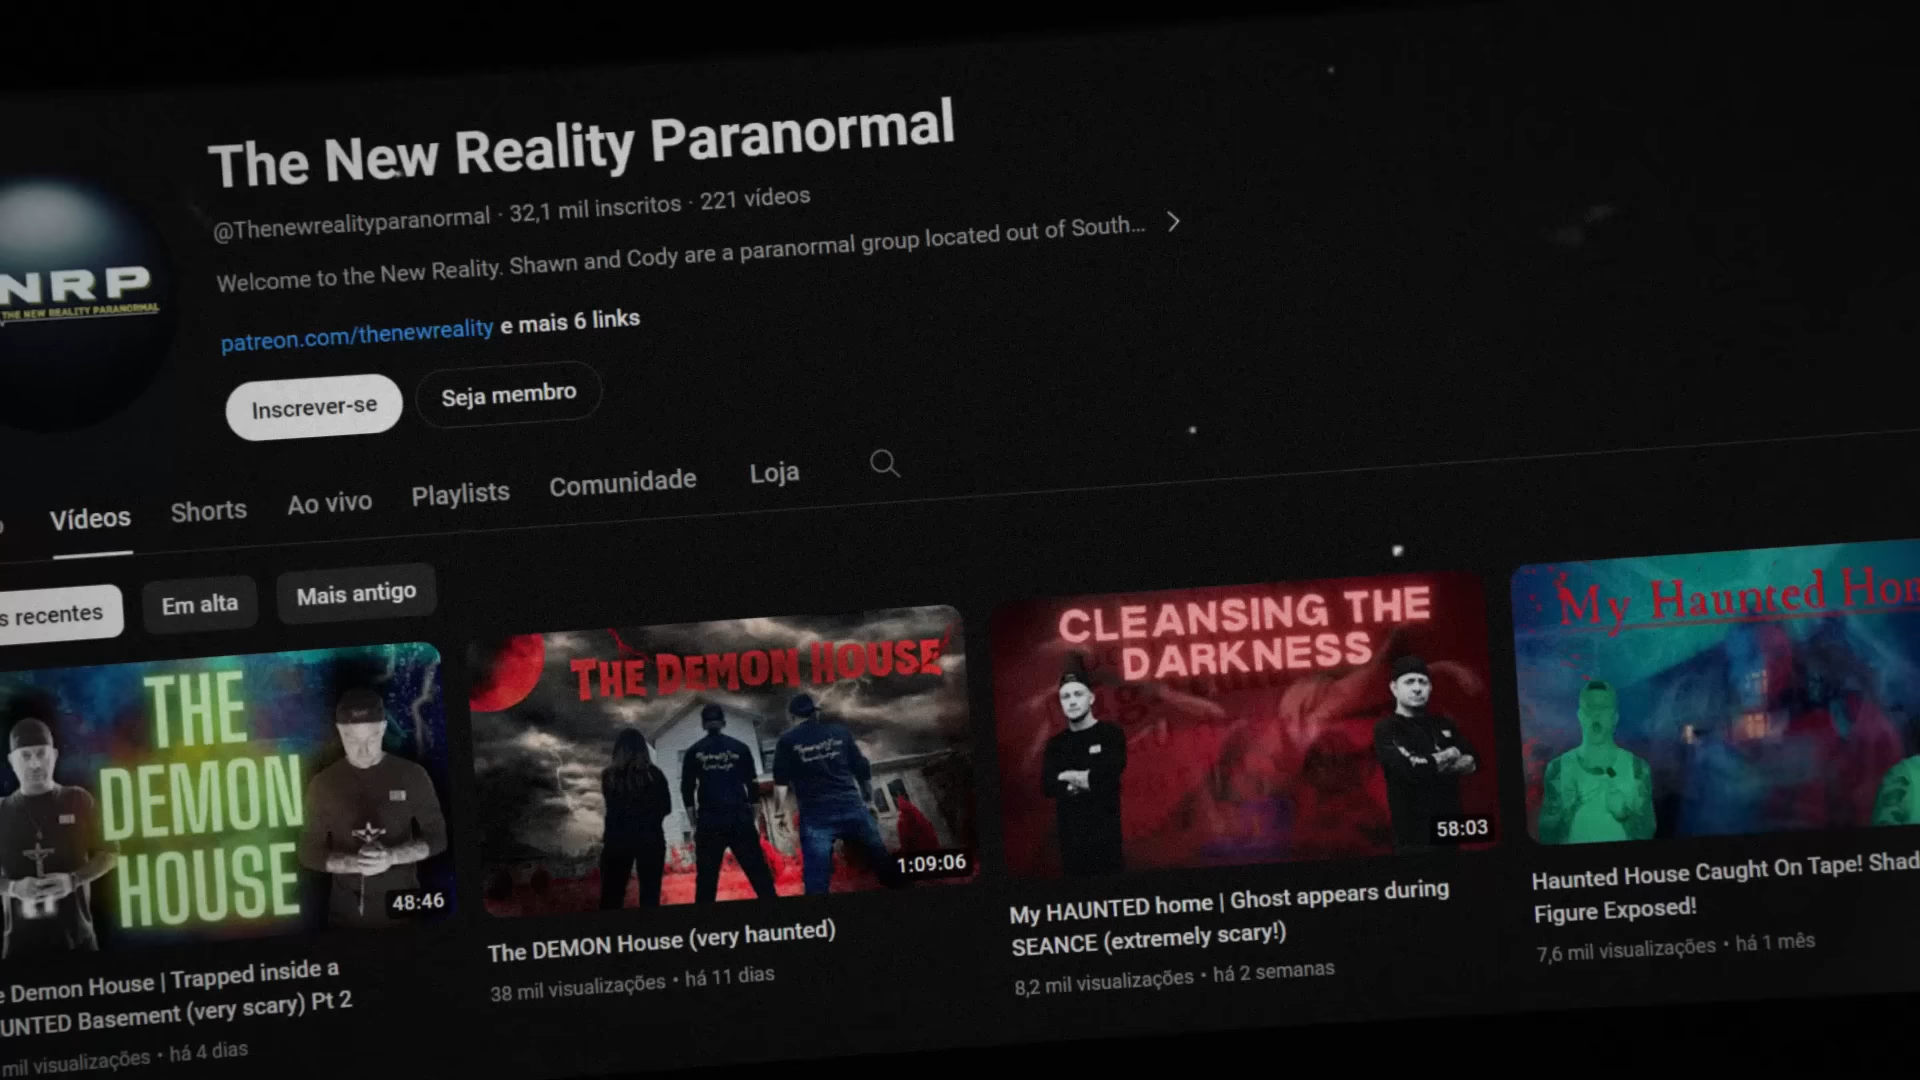 The New Reality Paranormal
@Thenewrealityparanormal · 32,1 mil inscritos · 221 vídeos
Welcome to the New Reality. Shawn and Cody are a paranormal group located out of South...
patreon.com/thenewreality e mais 6 links
NRP
THE NEW REALITY PARANORMAL
Inscrever-se
Seja membro
Vídeos
Shorts
Ao vivo
Playlists
Comunidade
Loja
s recentes
Em alta
Mais antigo
THE
DEMON
HOUSE
48:46
e Demon House | Trapped inside a
UNTED Basement (very scary) Pt 2
mil visualizações • há 4 dias
THE DEMON HOUSE
1:09:06
The DEMON House (very haunted)
38 mil visualizações • há 11 dias
CLEANSING THE
DARKNESS
58:03
My HAUNTED home | Ghost appears during
SEANCE (extremely scary!)
8,2 mil visualizações • há 2 semanas
My Haunted Hom
Haunted House Caught On Tape! Shad
Figure Exposed!
7,6 mil visualizações • há 1 mês